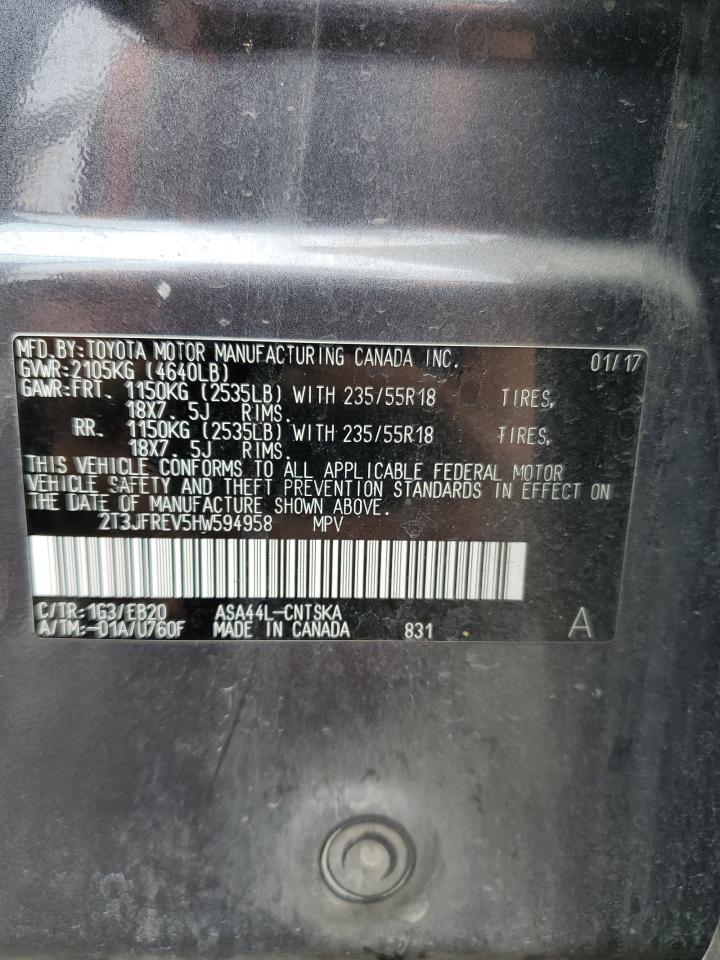 MFD.BY:TOYOTA MOTOR MANUFACTURING CANADA INC. 01/17
GVWR:2105KG (4640LB)
GAWR:FRT. 1150KG (2535LB) WITH 235/55R18 TIRES,
18X7. 5J RIMS.
RR. 1150KG (2535LB) WITH 235/55R18 TIRES,
18X7. 5J RIMS.
THIS VEHICLE CONFORMS TO ALL APPLICABLE FEDERAL MOTOR
VEHICLE SAFETY AND THEFT PREVENTION STANDARDS IN EFFECT ON
THE DATE OF MANUFACTURE SHOWN ABOVE.
2T3JFREV5HW594958 MPV
C/TR:1G3/EB20 ASA44L-CNTSKA
A/TM:-01A/U760F MADE IN CANADA 831 A